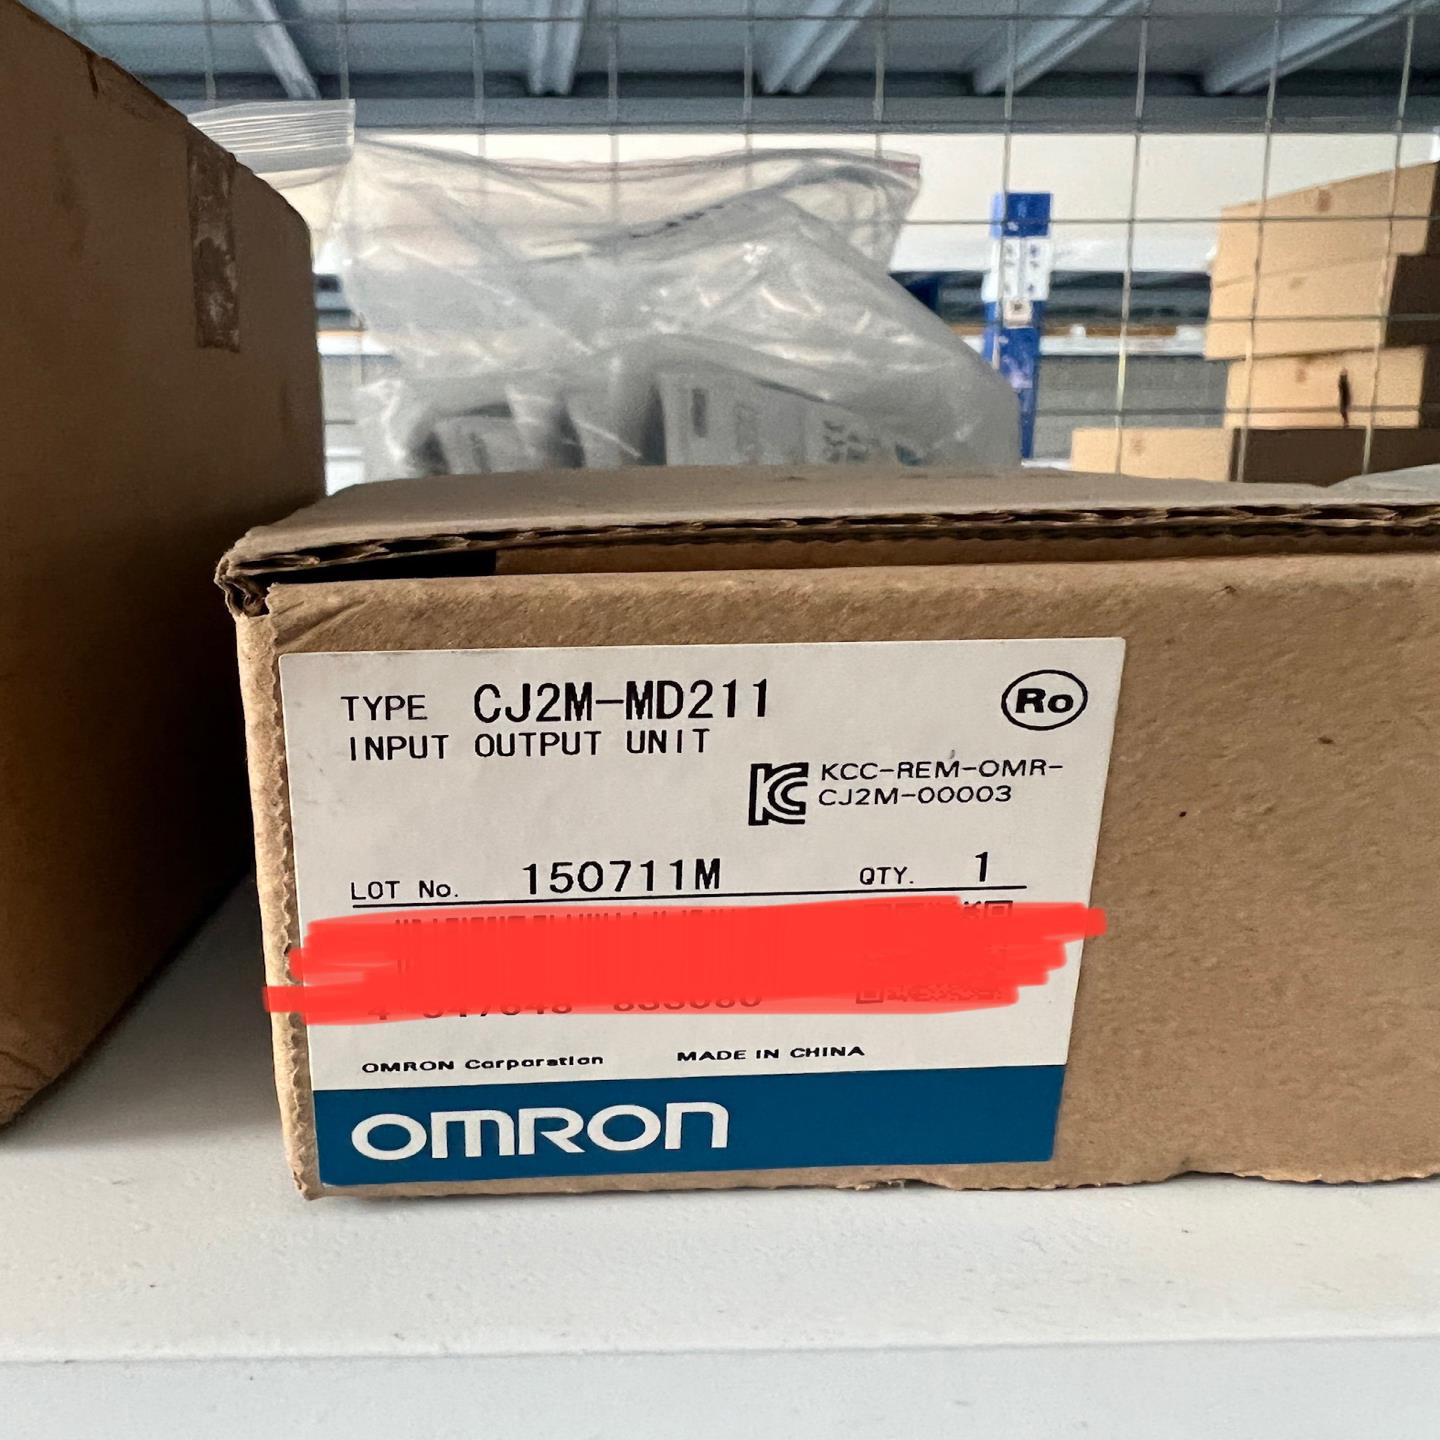 TYPE CJ2M-MD211
Ro
INPUT OUTPUT UNIT
KC KCC-REM-OMR-
CJ2M-00003
LOT No. 150711M QTY. 1
OMRON Corporation MADE IN CHINA
OMRON